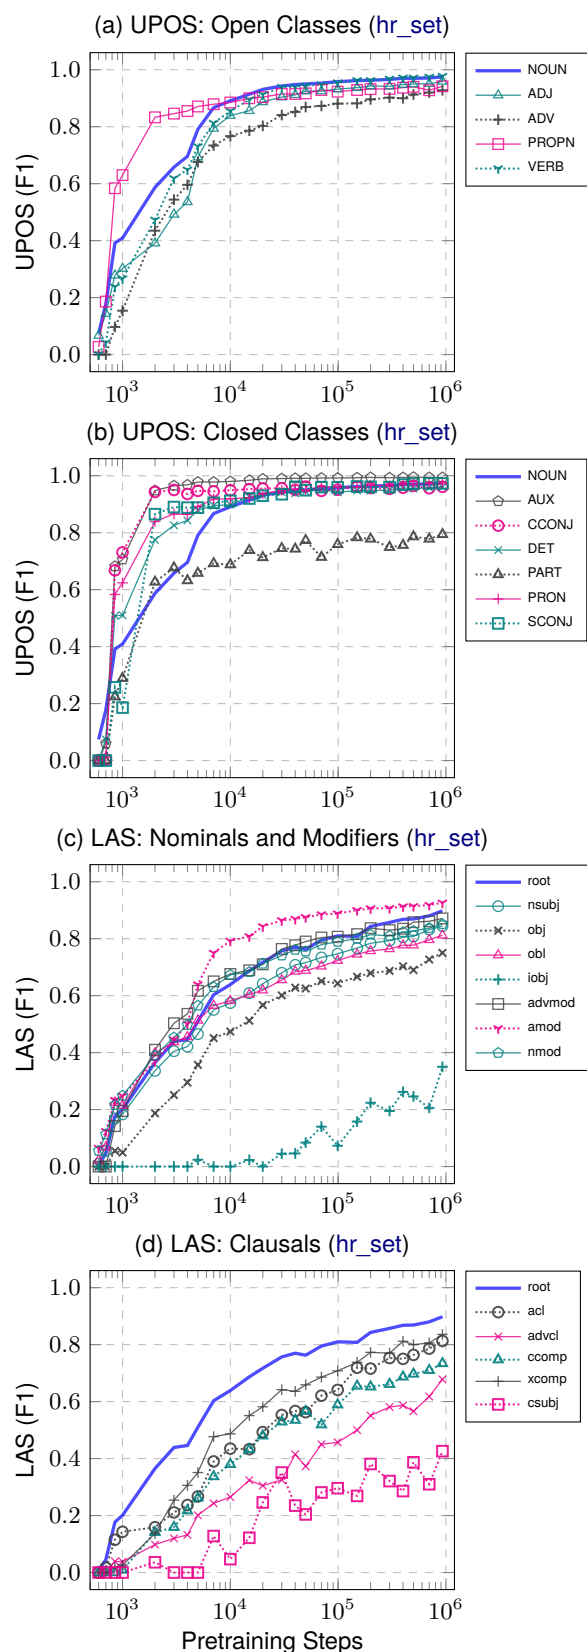 (a) UPOS: Open Classes (hr_set)
1.0
0.8
0.6
0.4
0.2
0.0
UPOS (F1)
10^3
10^4
10^5
10^6
NOUN
ADJ
ADV
PROPN
VERB
(b) UPOS: Closed Classes (hr_set)
1.0
0.8
0.6
0.4
0.2
0.0
UPOS (F1)
10^3
10^4
10^5
10^6
NOUN
AUX
CCONJ
DET
PART
PRON
SCONJ
(c) LAS: Nominals and Modifiers (hr_set)
1.0
0.8
0.6
0.4
0.2
0.0
LAS (F1)
10^3
10^4
10^5
10^6
root
nsubj
obj
obl
iobj
advmod
amod
nmod
(d) LAS: Clausals (hr_set)
1.0
0.8
0.6
0.4
0.2
0.0
LAS (F1)
10^3
10^4
10^5
10^6
Pretraining Steps
root
acl
advcl
ccomp
xcomp
csubj